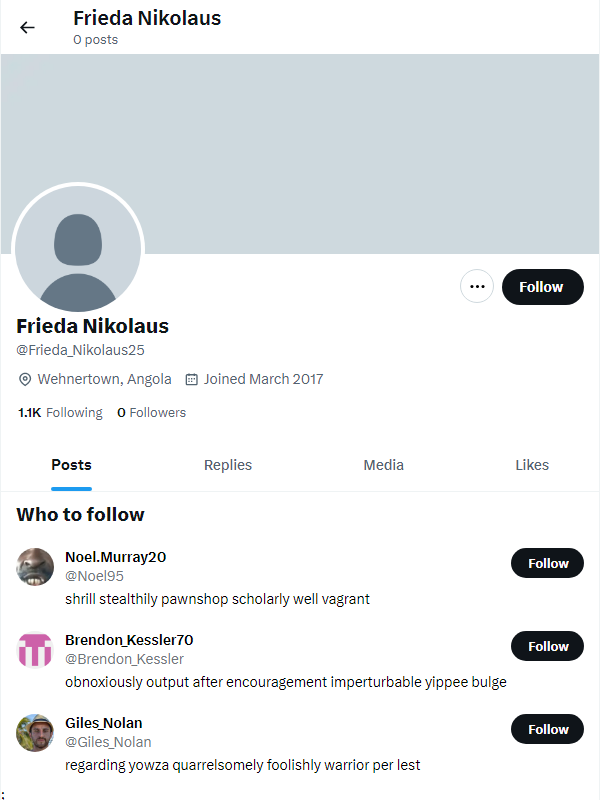 Frieda Nikolaus
0 posts
Follow
Frieda Nikolaus
@Frieda_Nikolaus25
Wehnertown, Angola Joined March 2017
1.1K Following 0 Followers
Posts Replies Media Likes
Who to follow
Noel.Murray20
@Noel95
Follow
shrill stealthily pawnshop scholarly well vagrant
Brendon_Kessler70
@Brendon_Kessler
Follow
obnoxiously output after encouragement imperturbable yippee bulge
Giles_Nolan
@Giles_Nolan
Follow
regarding yowza quarrelsomely foolishly warrior per lest
;